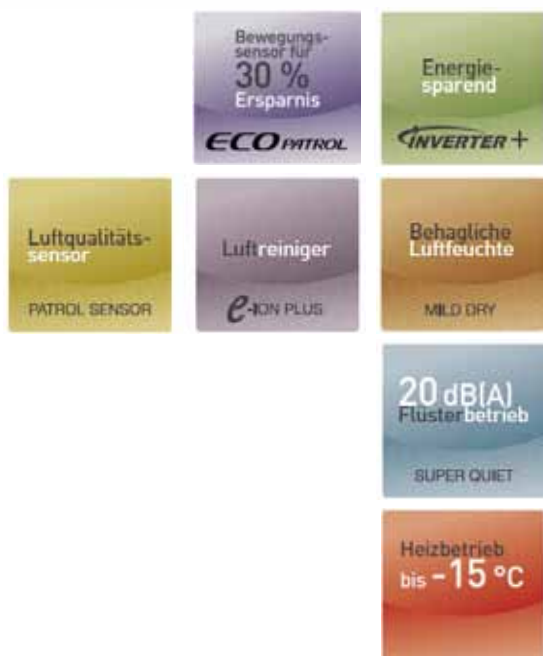 Bewegungs-
sensor für
30 %
Ersparnis
ECO PATROL
Energie-
sparend
INVERTER+
Luftqualitäts-
sensor
PATROL SENSOR
Luftreiniger
e-ION PLUS
Behagliche
Luftfeuchte
MILD DRY
20 dB(A)
Flüsterbetrieb
SUPER QUIET
Heizbetrieb
bis -15 °C